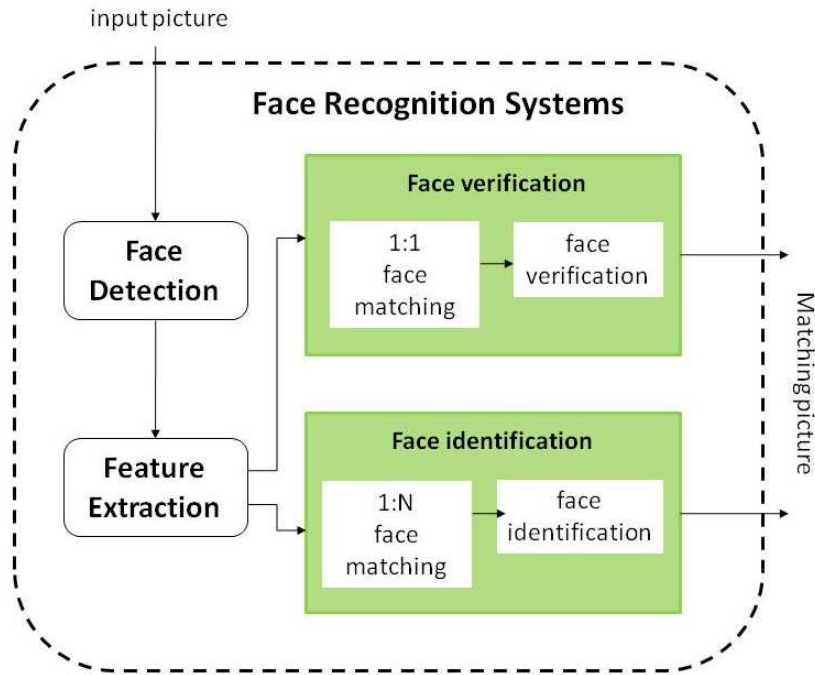 input picture
Face Recognition Systems
Face
Detection
Feature
Extraction
Face verification
1:1
face
matching
face
verification
Face identification
1:N
face
matching
face
identification
Matching picture